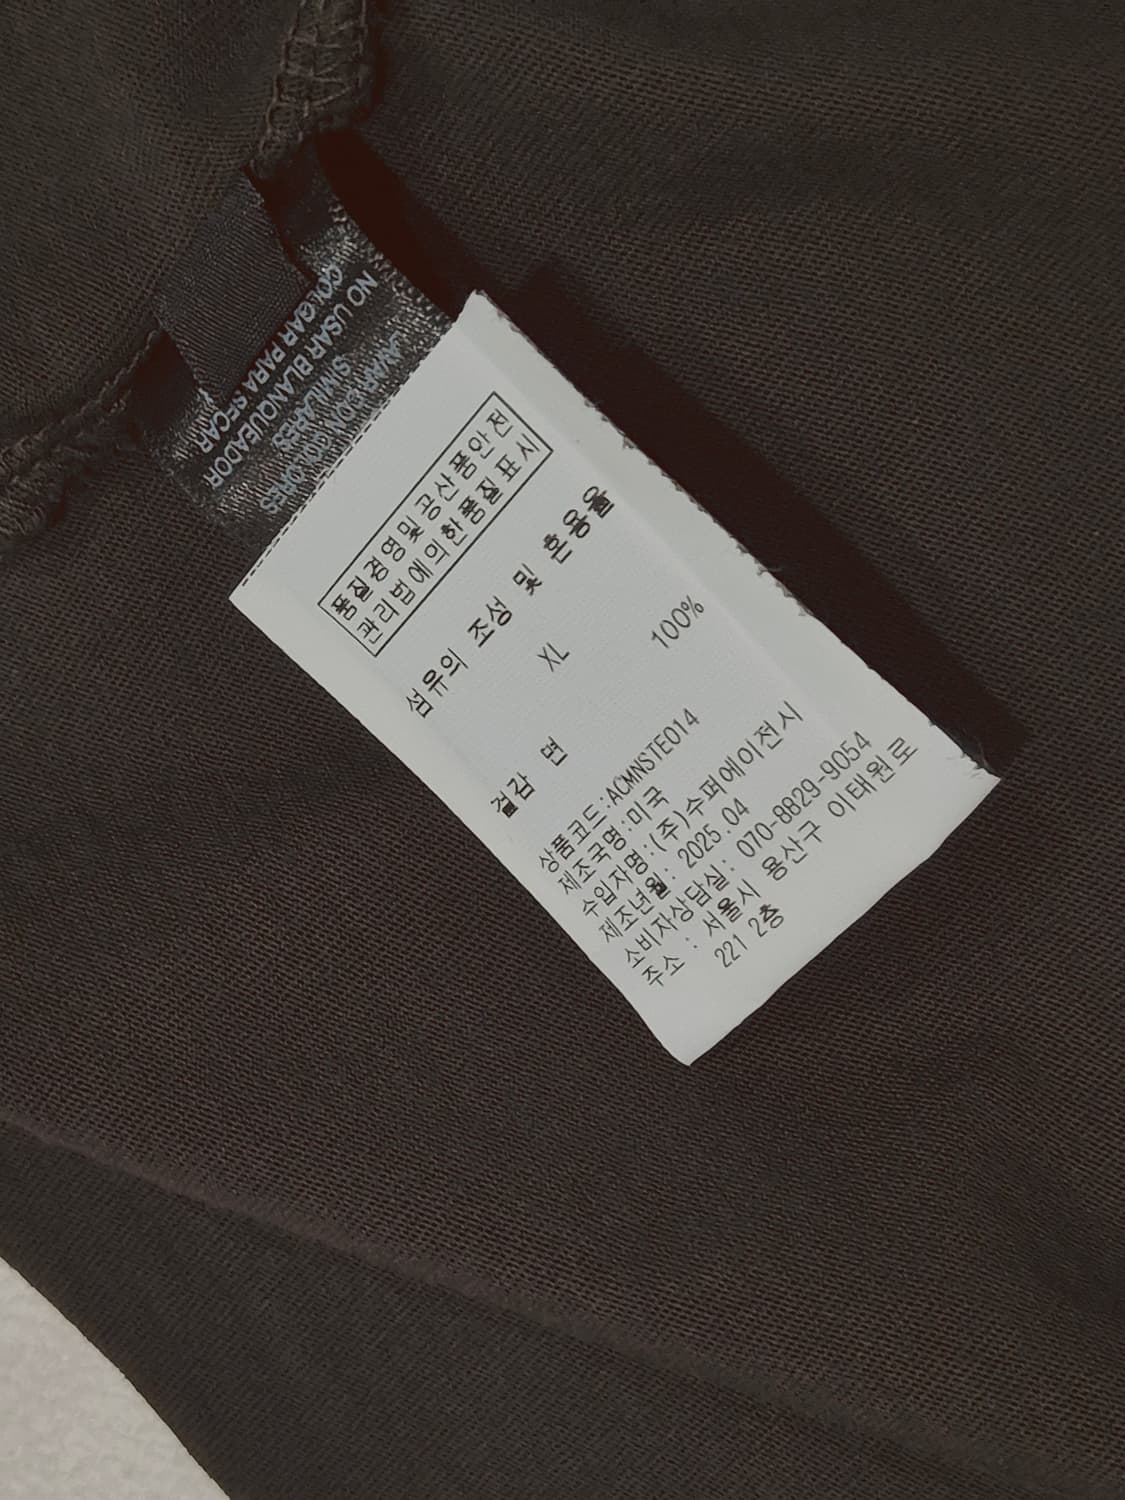 품질경영 및 공산품안전
관리법에의한품질표시
섬유의 조성 및 혼용율
XL
겉감 면 100%
상품코드:ACMNSTE014
제조국명:미국
수입자명:(주)수퍼에이전시
제조년월: 2025.04
소비자상담실: 070-8829-9054
주소 : 서울시 용산구 이태원로
221 2층
SIMILARES
NO USAR BLANQUEADOR
COLGAR PARA SECAR